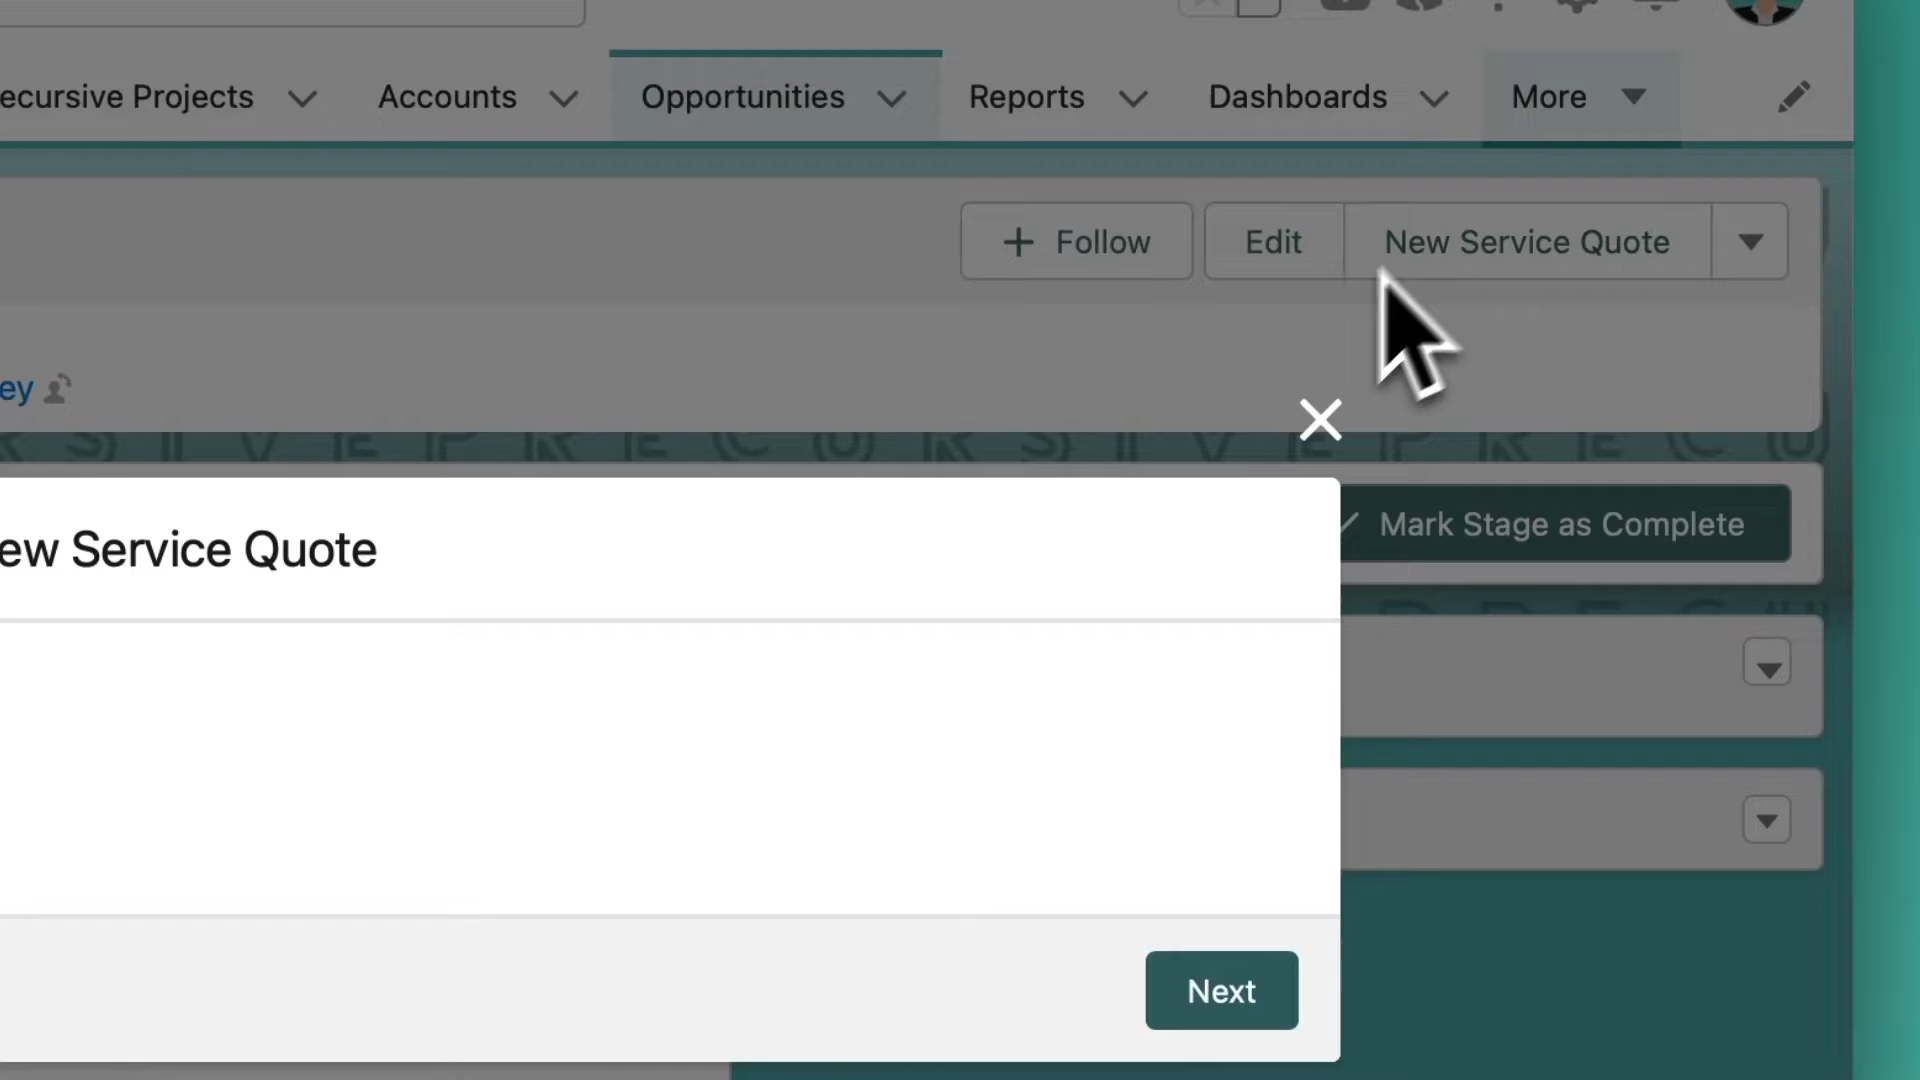 ecursive Projects Accounts Opportunities Reports Dashboards More
+ Follow Edit New Service Quote
ey
R S I V E P R E C U R S I V E P R E C U
Mark Stage as Complete
ew Service Quote
Next